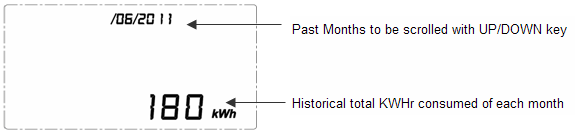 /06/2011
Past Months to be scrolled with UP/DOWN key
180 kWh
Historical total KWHr consumed of each month